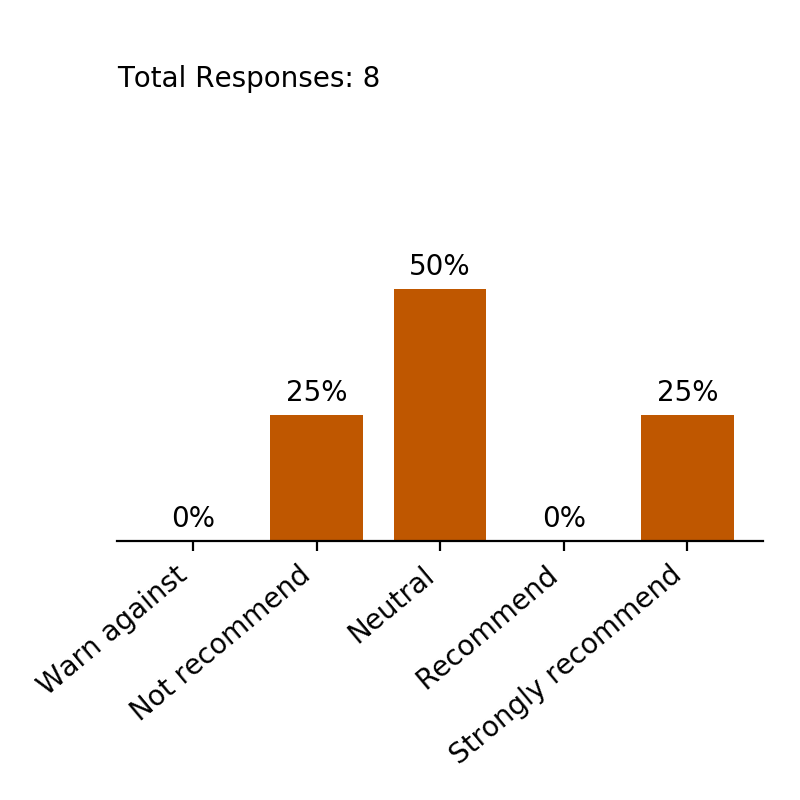 Total Responses: 8
50%
25%
25%
0%
0%
Warn against
Not recommend
Neutral
Recommend
Strongly recommend